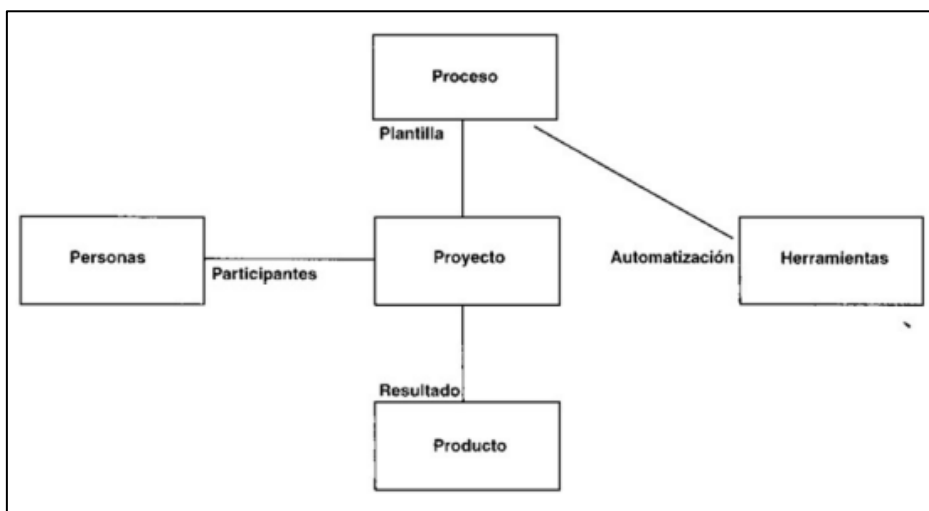 Proceso
Plantilla
Personas
Proyecto
Automatización
Herramientas
Participantes
Resultado
Producto